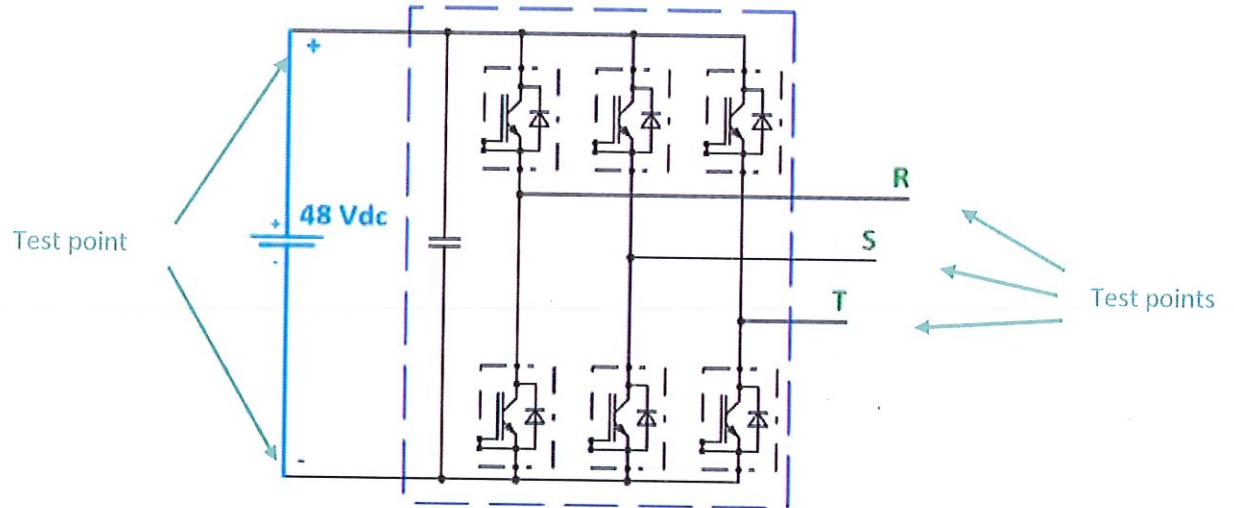 +
R
+ 48 Vdc
Test point
S
-
Test points
T
-